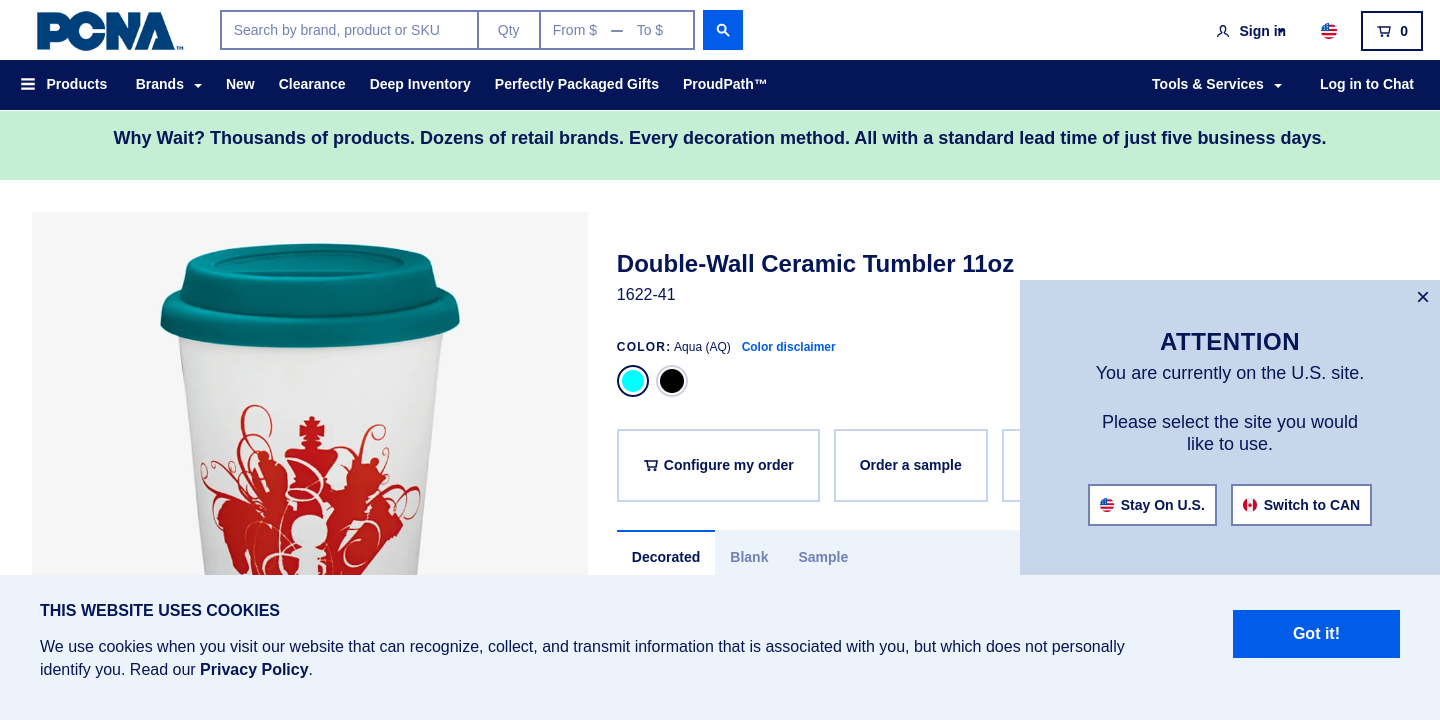 PCNA™
Search by brand, product or SKU
Qty
From $ — To $
Sign in
0
Products
Brands
New
Clearance
Deep Inventory
Perfectly Packaged Gifts
ProudPath™
Tools & Services
Log in to Chat
Why Wait? Thousands of products. Dozens of retail brands. Every decoration method. All with a standard lead time of just five business days.
Double-Wall Ceramic Tumbler 11oz
1622-41
COLOR: Aqua (AQ) Color disclaimer
Configure my order
Order a sample
Decorated
Blank
Sample
×
ATTENTION
You are currently on the U.S. site.
Please select the site you would
like to use.
Stay On U.S.
Switch to CAN
THIS WEBSITE USES COOKIES
We use cookies when you visit our website that can recognize, collect, and transmit information that is associated with you, but which does not personally
identify you. Read our Privacy Policy.
Got it!